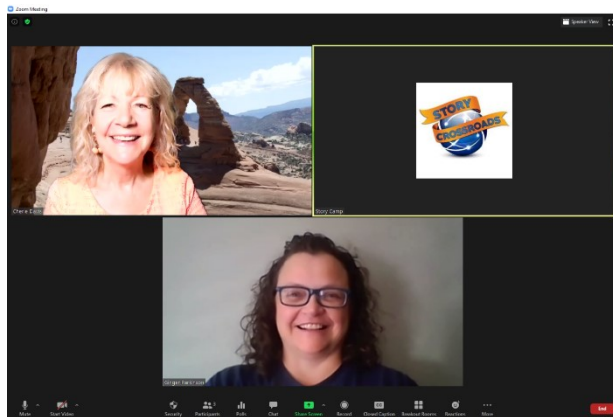 Zoom Meeting
Speaker View
STORY
CROSSROADS
Story Camp
Mute
Start Video
Security
Participants
3
Polls
Chat
Share Screen
Record
Closed Caption
Breakout Rooms
Reactions
More
End